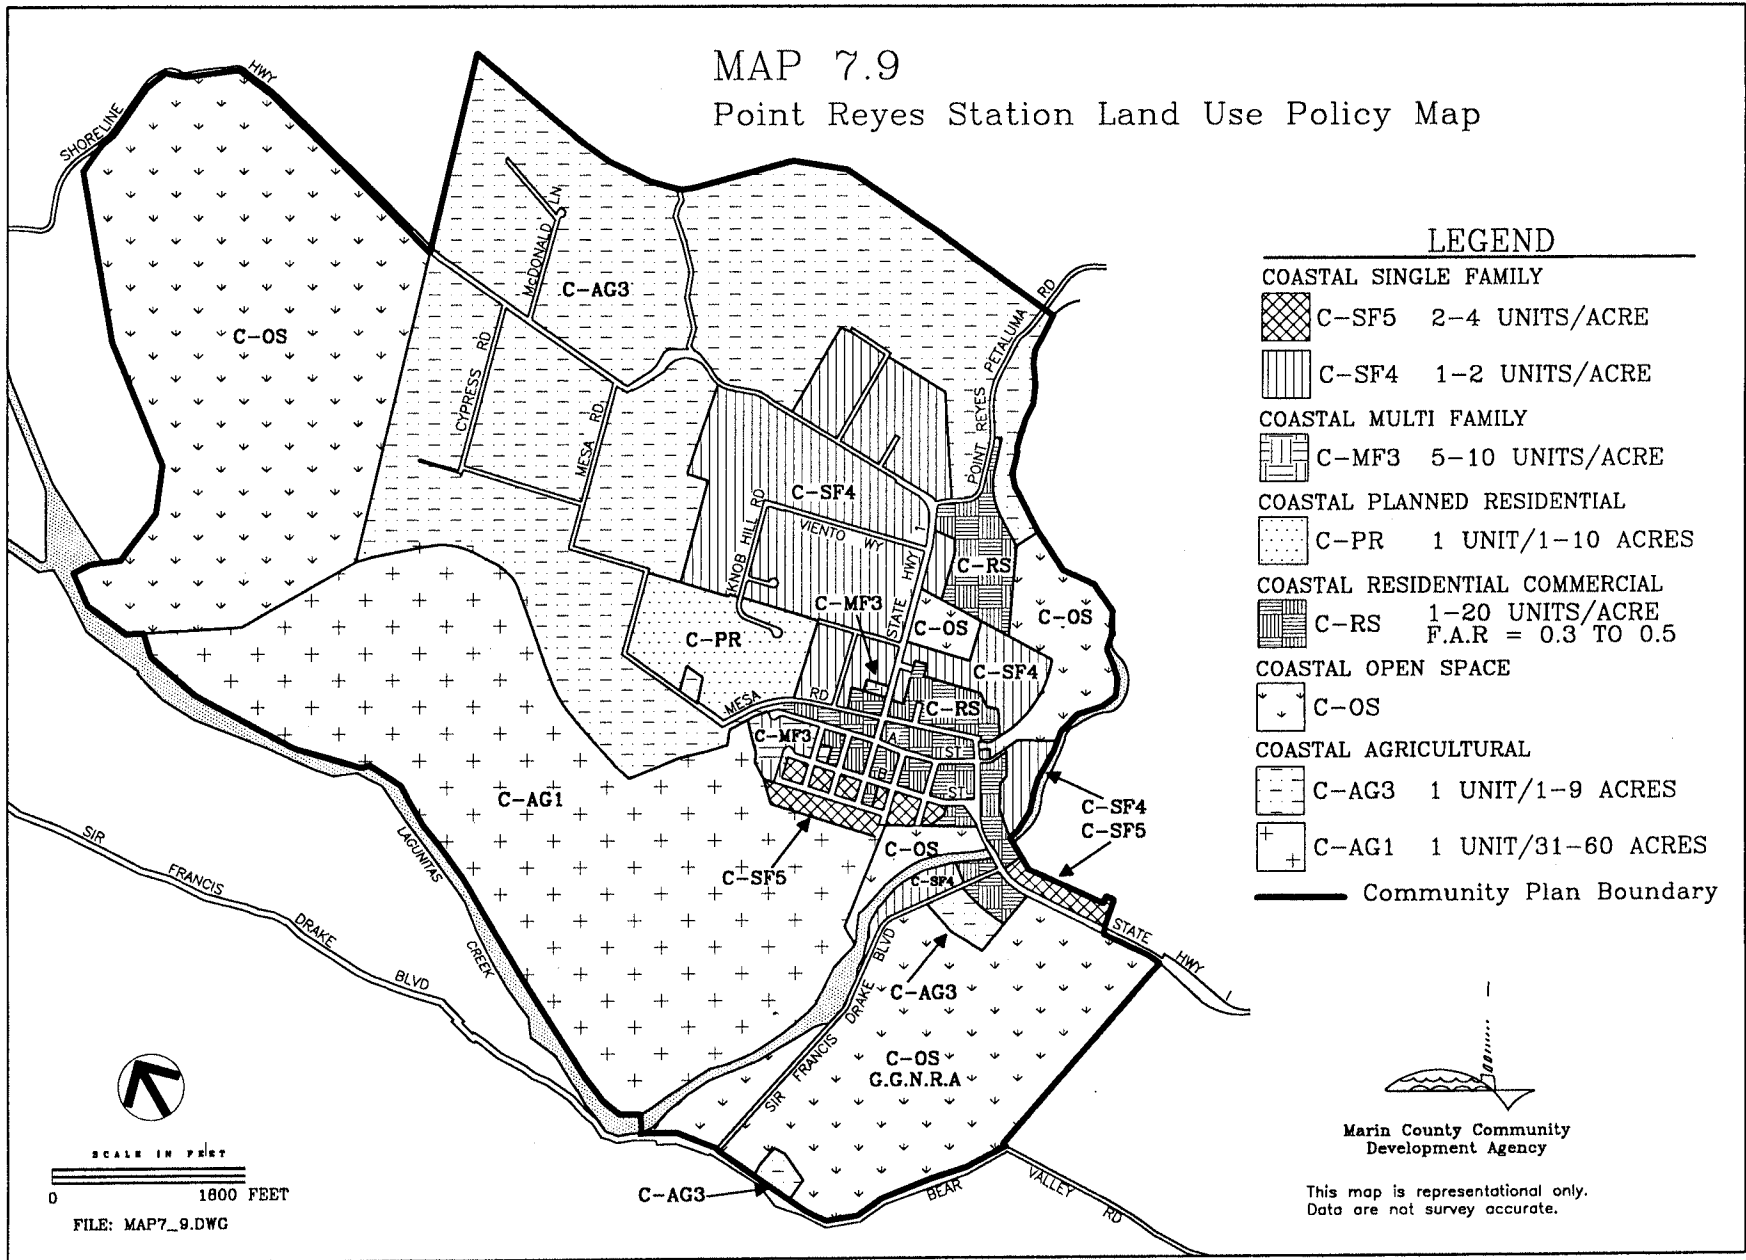 MAP 7.9
Point Reyes Station Land Use Policy Map
HWY
SHORELINE
McDONALD LN
C-AG3
C-OS
CYPRESS RD
MESA RD
POINT REYES PETALUMA RD
C-SF4
KNOB HILL RD
VIENTO WY
STATE HWY 1
C-RS
C-MF3
C-OS
C-OS
C-PR
C-SF4
MESA RD
C-RS
C-MF3
A ST
B ST
C-AG1
C-SF4
C-SF5
C-SF5
C-OS
C-SF4
STATE HWY 1
C-AG3
SIR FRANCIS DRAKE BLVD
LAGUNITAS CREEK
SIR FRANCIS DRAKE BLVD
C-OS
G.G.N.R.A
C-AG3
BEAR VALLEY RD
LEGEND
COASTAL SINGLE FAMILY
C-SF5 2-4 UNITS/ACRE
C-SF4 1-2 UNITS/ACRE
COASTAL MULTI FAMILY
C-MF3 5-10 UNITS/ACRE
COASTAL PLANNED RESIDENTIAL
C-PR 1 UNIT/1-10 ACRES
COASTAL RESIDENTIAL COMMERCIAL
C-RS 1-20 UNITS/ACRE
F.A.R = 0.3 TO 0.5
COASTAL OPEN SPACE
C-OS
COASTAL AGRICULTURAL
C-AG3 1 UNIT/1-9 ACRES
C-AG1 1 UNIT/31-60 ACRES
Community Plan Boundary
SCALE IN FEET
0 1800 FEET
FILE: MAP7_9.DWG
Marin County Community
Development Agency
This map is representational only.
Data are not survey accurate.